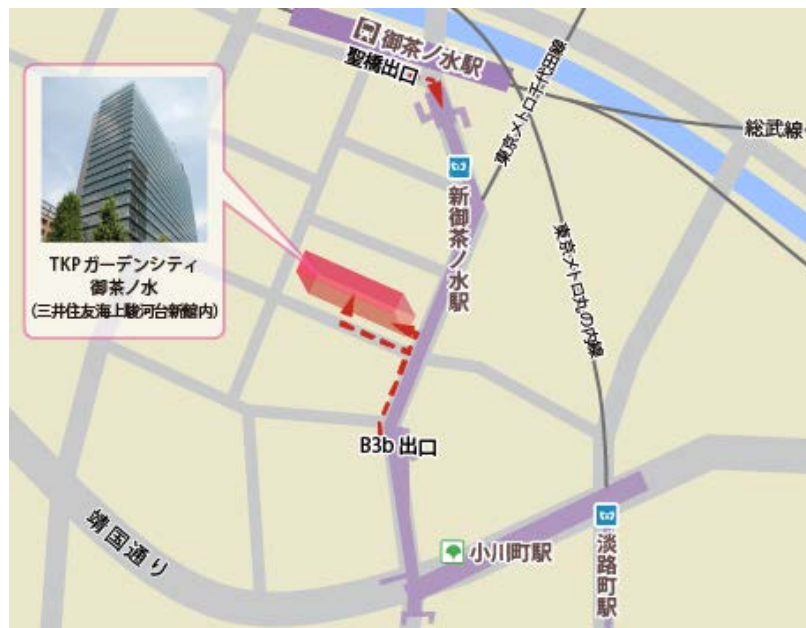 御茶ノ水駅
聖橋出口
総武線
新御茶ノ水駅
東京メトロ丸の内線
TKPガーデンシティ
御茶ノ水
(三井住友海上駿河台新館内)
B3b 出口
靖国通り
小川町駅
淡路町駅